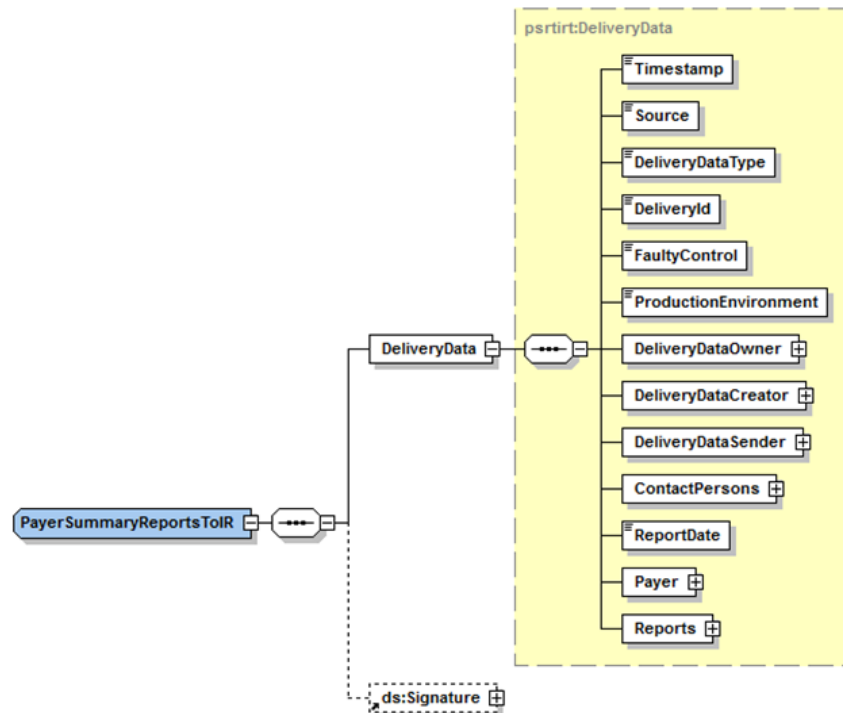 psrtirt:DeliveryData
Timestamp
Source
DeliveryDataType
DeliveryId
FaultyControl
ProductionEnvironment
DeliveryData
DeliveryDataOwner
DeliveryDataCreator
DeliveryDataSender
ContactPersons
PayerSummaryReportsToIR
ReportDate
Payer
Reports
ds:Signature